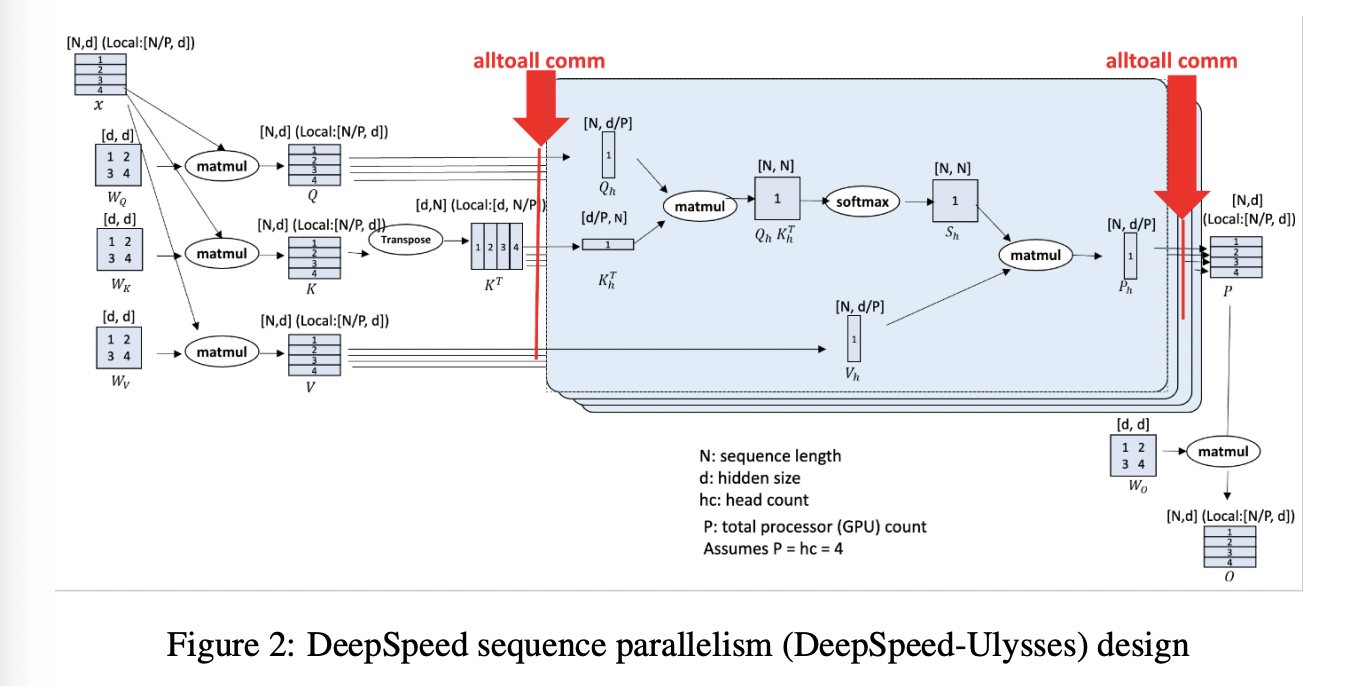 [N,d] (Local:[N/P, d])
1
2
3
4
x
alltoall comm
alltoall comm
[d, d]
1 2
3 4
W_Q
matmul
[N,d] (Local:[N/P, d])
1
2
3
4
Q
[d, d]
1 2
3 4
W_K
matmul
[N,d] (Local:[N/P, d])
1
2
3
4
K
Transpose
[d,N] (Local:[d, N/P])
1 2 3 4
K^T
[d, d]
1 2
3 4
W_V
matmul
[N,d] (Local:[N/P, d])
1
2
3
4
V
[N, d/P]
1
Q_h
[d/P, N]
1
K_h^T
matmul
[N, N]
1
Q_h K_h^T
softmax
[N, N]
1
S_h
[N, d/P]
1
V_h
matmul
[N, d/P]
1
P_h
[N,d]
(Local:[N/P, d])
1
2
3
4
P
[d, d]
1 2
3 4
W_O
matmul
[N,d] (Local:[N/P, d])
1
2
3
4
O
N: sequence length
d: hidden size
hc: head count
P: total processor (GPU) count
Assumes P = hc = 4
Figure 2: DeepSpeed sequence parallelism (DeepSpeed-Ulysses) design